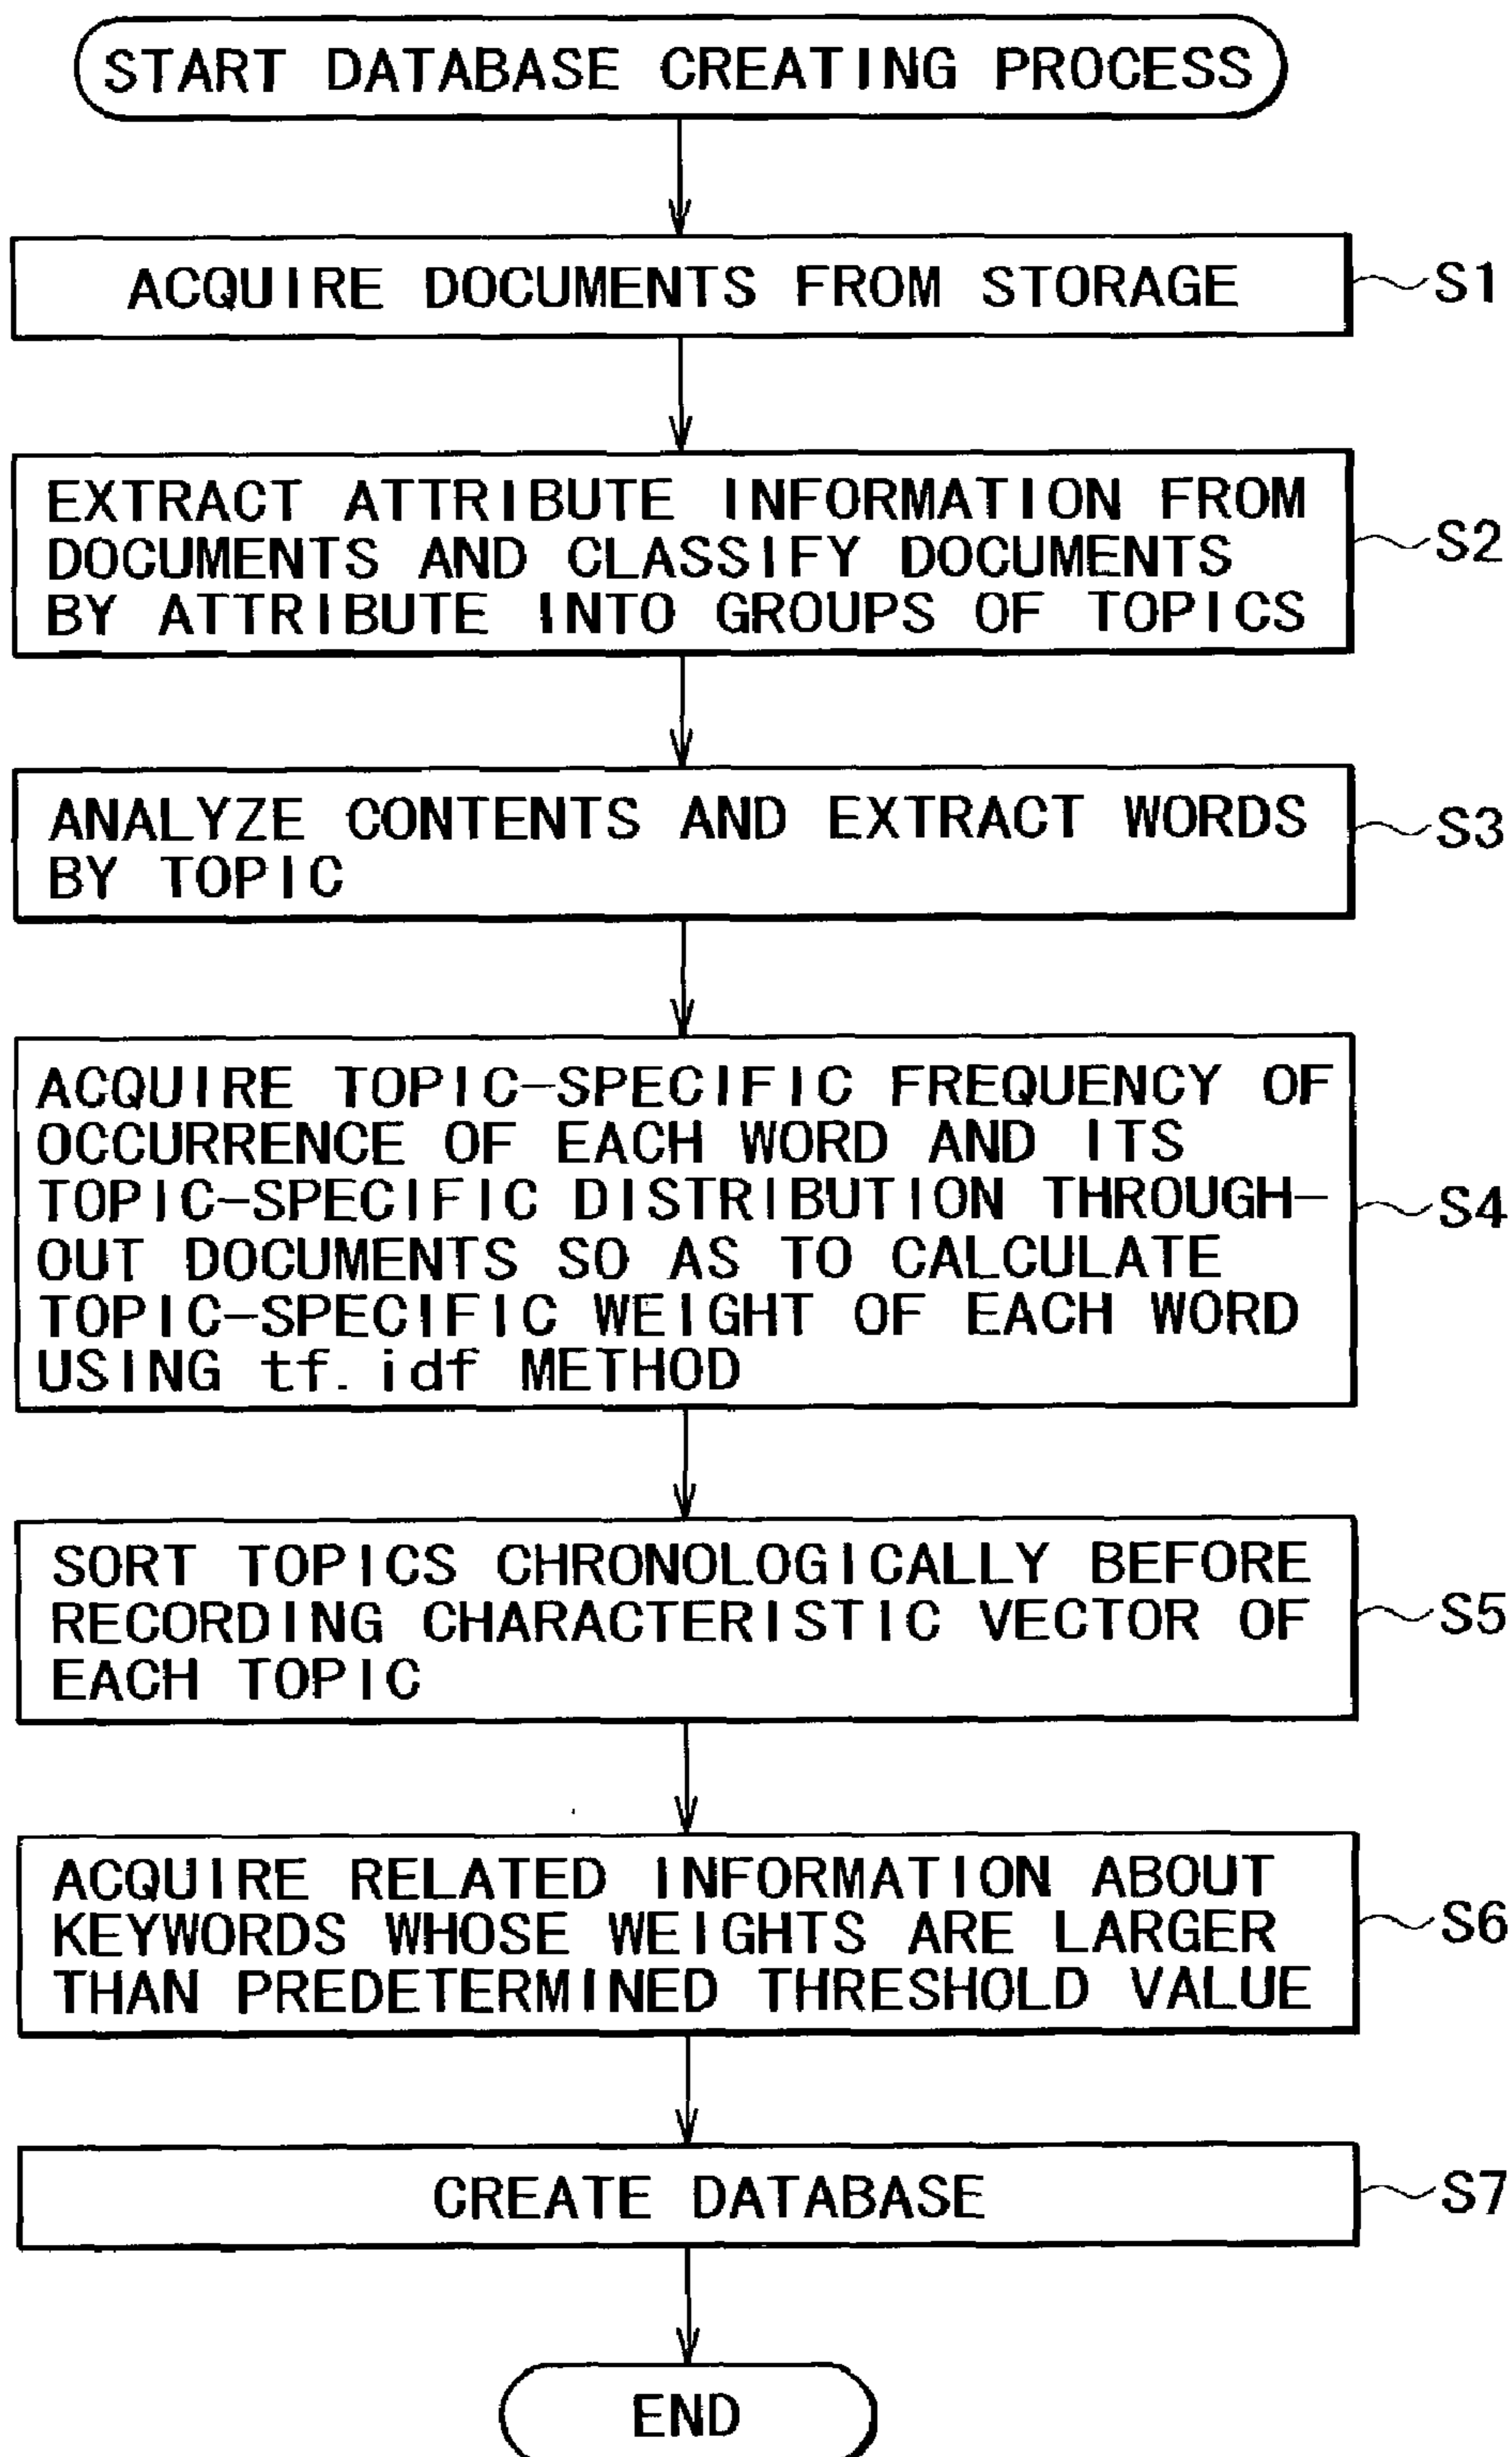 START DATABASE CREATING PROCESS
ACQUIRE DOCUMENTS FROM STORAGE
S1
EXTRACT ATTRIBUTE INFORMATION FROM
DOCUMENTS AND CLASSIFY DOCUMENTS
BY ATTRIBUTE INTO GROUPS OF TOPICS
S2
ANALYZE CONTENTS AND EXTRACT WORDS
BY TOPIC
S3
ACQUIRE TOPIC-SPECIFIC FREQUENCY OF
OCCURRENCE OF EACH WORD AND ITS
TOPIC-SPECIFIC DISTRIBUTION THROUGH-
OUT DOCUMENTS SO AS TO CALCULATE
TOPIC-SPECIFIC WEIGHT OF EACH WORD
USING tf. idf METHOD
S4
SORT TOPICS CHRONOLOGICALLY BEFORE
RECORDING CHARACTERISTIC VECTOR OF
EACH TOPIC
S5
ACQUIRE RELATED INFORMATION ABOUT
KEYWORDS WHOSE WEIGHTS ARE LARGER
THAN PREDETERMINED THRESHOLD VALUE
S6
CREATE DATABASE
S7
END